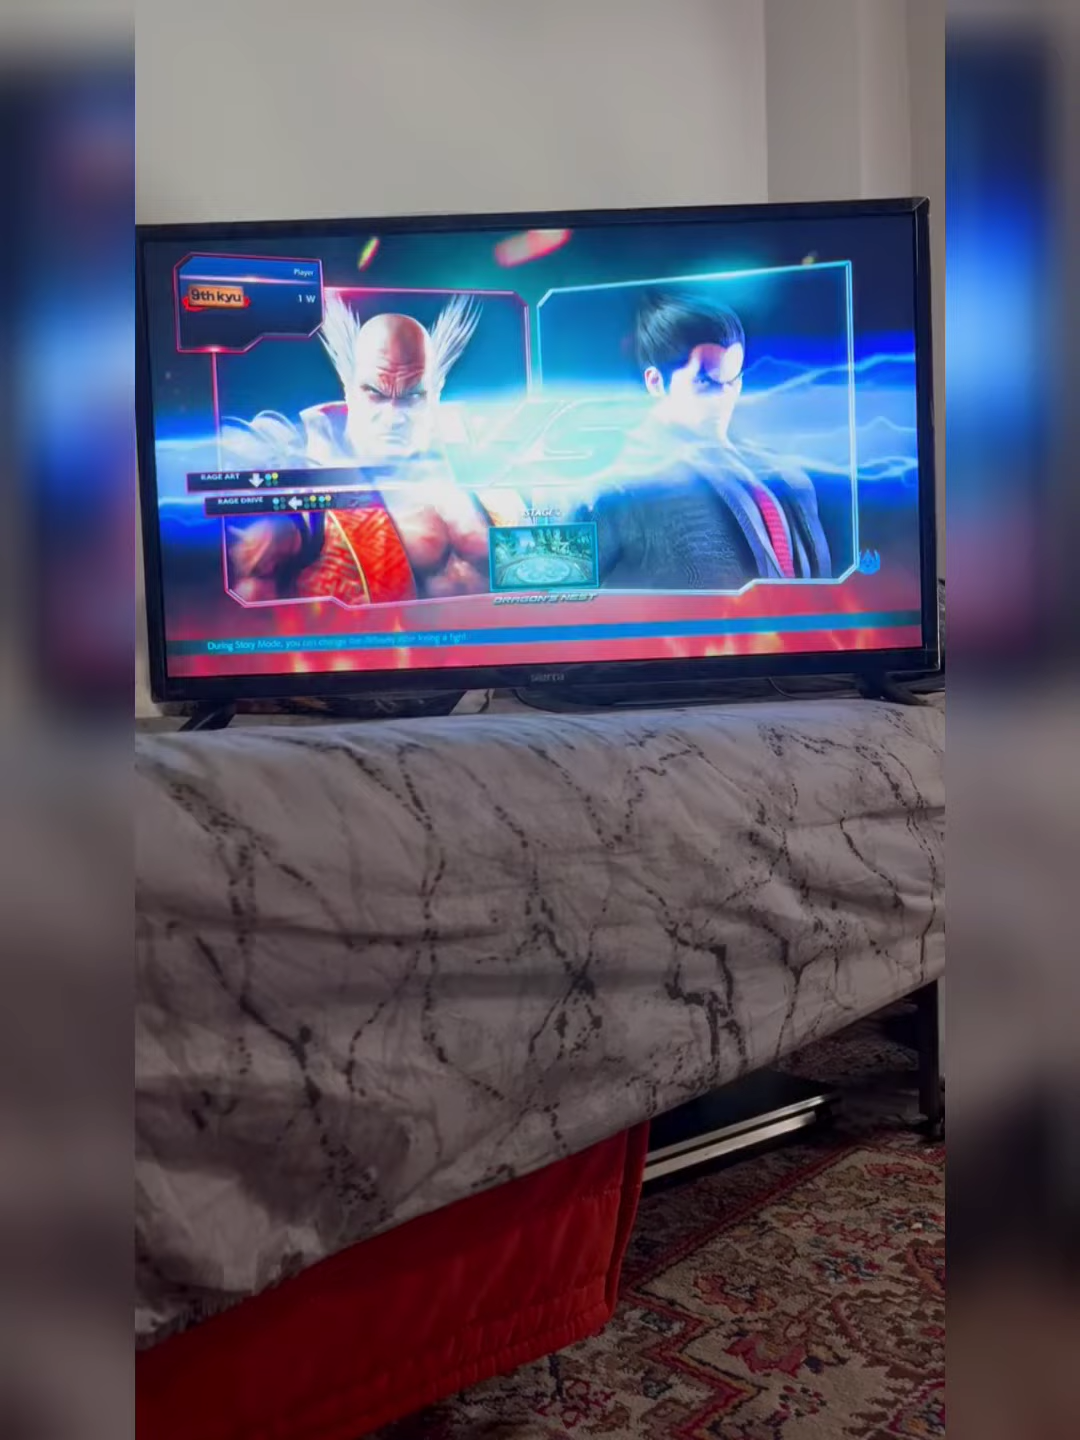 Player
9th kyu
1 W
VS
RAGE ART
RAGE DRIVE
STAGE
DRAGON'S NEST
During Story Mode, you can change the difficulty after losing a fight.